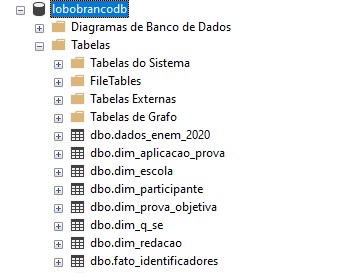 lobobrancodb
Diagramas de Banco de Dados
Tabelas
Tabelas do Sistema
FileTables
Tabelas Externas
Tabelas de Grafo
dbo.dados_enem_2020
dbo.dim_aplicacao_prova
dbo.dim_escola
dbo.dim_participante
dbo.dim_prova_objetiva
dbo.dim_q_se
dbo.dim_redacao
dbo.fato_identificadores